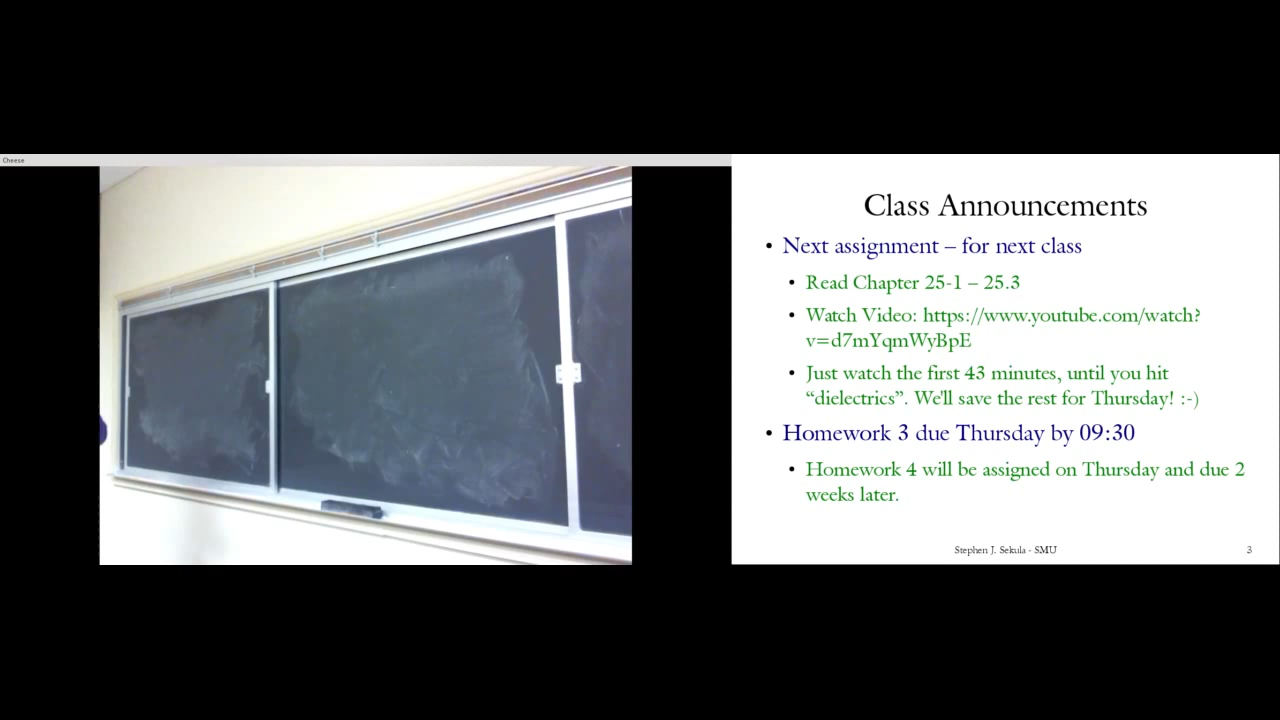 Cheese
Class Announcements
• Next assignment – for next class
• Read Chapter 25-1 – 25.3
• Watch Video: https://www.youtube.com/watch?
v=d7mYqmWyBpE
• Just watch the first 43 minutes, until you hit
“dielectrics”. We'll save the rest for Thursday! :-)
• Homework 3 due Thursday by 09:30
• Homework 4 will be assigned on Thursday and due 2
weeks later.
Stephen J. Sekula - SMU
3